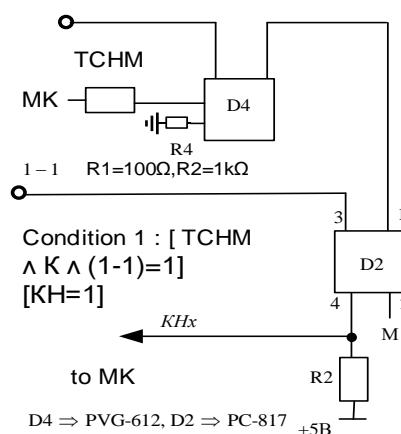 TCHM
MK
D4
R4
1 – 1 R1=100Ω,R2=1kΩ
3
Condition 1 : [ TCHM
∧ K ∧ (1-1)=1]
[KH=1]
D2
4
M
KHx
to MK
R2
D4 ⇒ PVG-612, D2 ⇒ PC-817
+5B